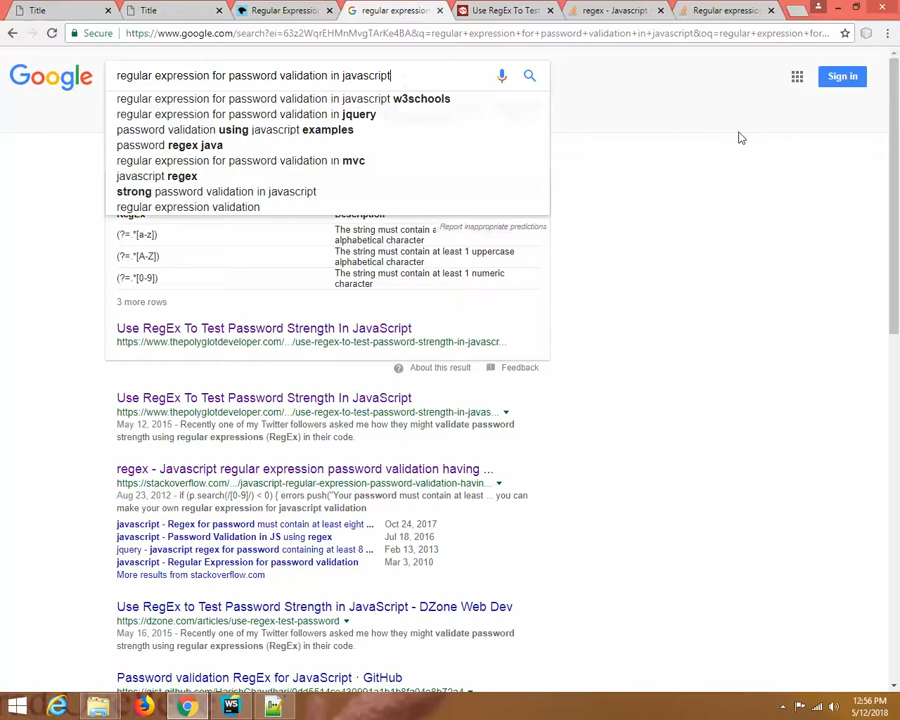 Title
Title
Regular Expression
regular expression
Use RegEx To Test
regex - Javascript
Regular expression
Secure
https://www.google.com/search?ei=63z2WqrEHMnMvgTArKe4BA&q=regular+expression+for+password+validation+in+javascript&oq=regular+expression+for...
Google
regular expression for password validation in javascript
Sign in
regular expression for password validation in javascript w3schools
regular expression for password validation in jquery
password validation using javascript examples
password regex java
regular expression for password validation in mvc
javascript regex
strong password validation in javascript
regular expression validation
Report inappropriate predictions
RegEx Description
(?=.*[a-z]) The string must contain a
alphabetical character
(?=.*[A-Z]) The string must contain at least 1 uppercase
alphabetical character
(?=.*[0-9]) The string must contain at least 1 numeric
character
3 more rows
Use RegEx To Test Password Strength In JavaScript
https://www.thepolyglotdeveloper.com/.../use-regex-to-test-password-strength-in-javascr...
About this result Feedback
Use RegEx To Test Password Strength In JavaScript
https://www.thepolyglotdeveloper.com/.../use-regex-to-test-password-strength-in-javas...
May 12, 2015 - Recently one of my Twitter followers asked me how they might validate password
strength using regular expressions (RegEx) in their code.
regex - Javascript regular expression password validation having ...
https://stackoverflow.com/.../javascript-regular-expression-password-validation-havin...
Aug 23, 2012 - if (p.search(/[0-9]/) < 0) { errors.push("Your password must contain at least ... you can
make your own regular expression for javascript validation
javascript - Regex for password must contain at least eight ... Oct 24, 2017
javascript - Password Validation in JS using regex Jul 18, 2016
jquery - javascript regex for password containing at least 8 ... Feb 13, 2013
javascript - Regular Expression for password validation Mar 3, 2010
More results from stackoverflow.com
Use RegEx to Test Password Strength in JavaScript - DZone Web Dev
https://dzone.com/articles/use-regex-test-password
May 16, 2015 - Recently one of my Twitter followers asked me how they might validate password
strength using regular expressions (RegEx) in their code.
Password validation RegEx for JavaScript · GitHub
WS
12:56 PM
5/12/2018